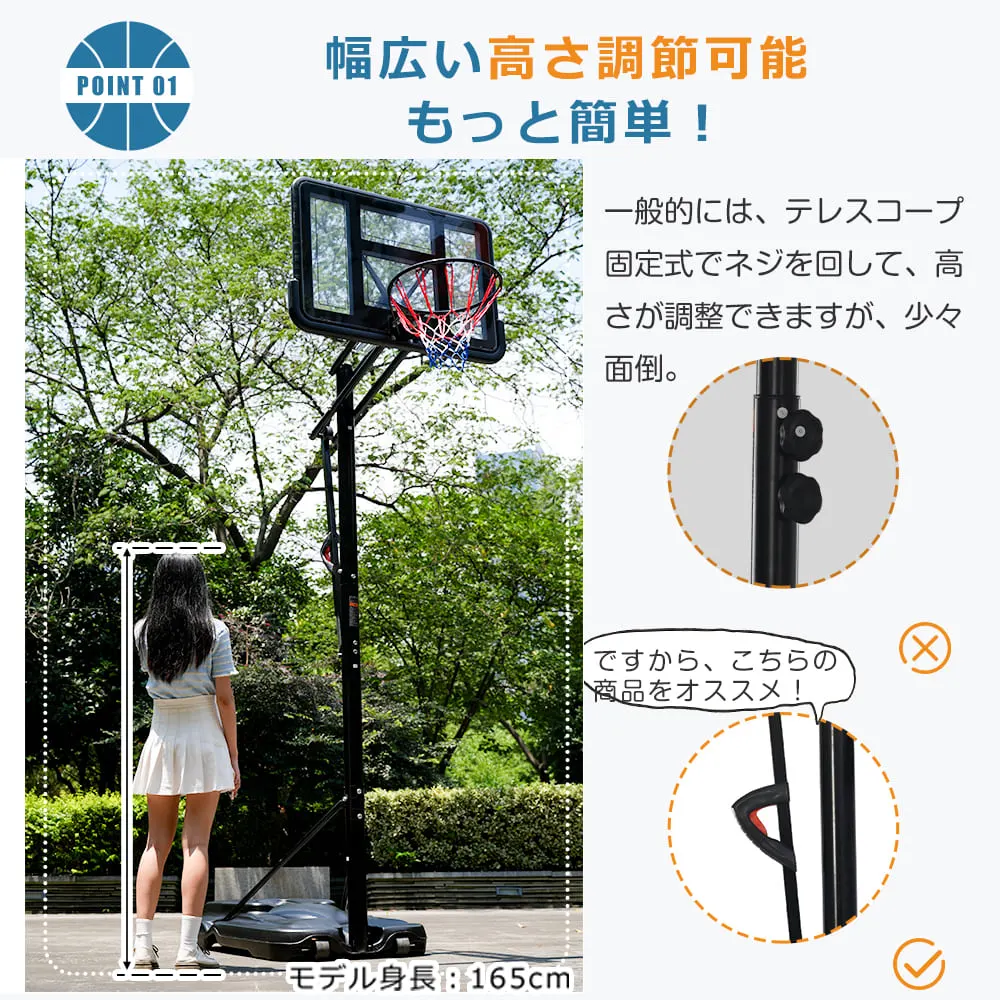 POINT 01
幅広い高さ調節可能
もっと簡単！
一般的には、テレスコープ
固定式でネジを回して、高
さが調整できますが、少々
面倒。
ですから、こちらの
商品をオススメ！
モデル身長：165cm